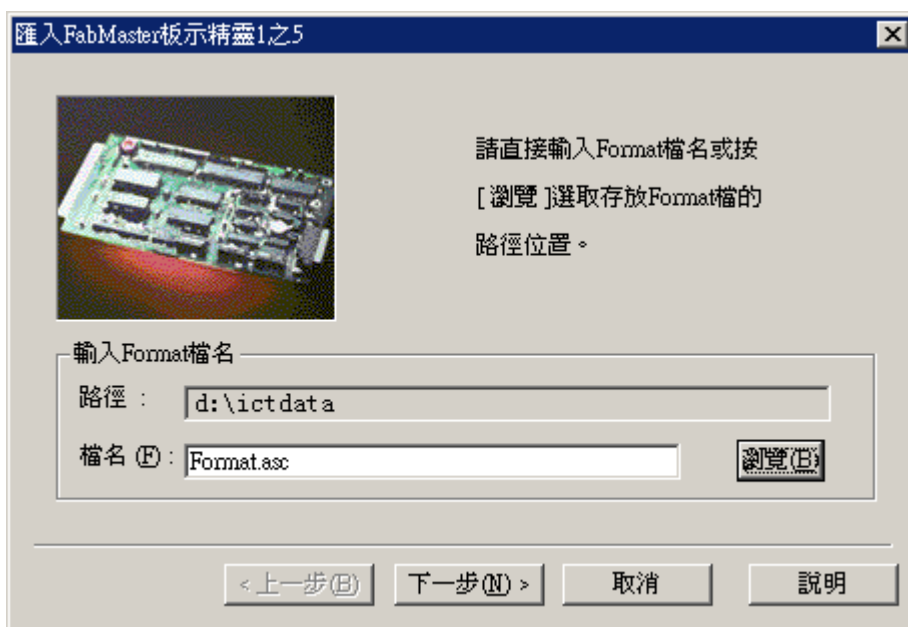 匯入FabMaster板示精靈1之5
請直接輸入Format檔名或按
[ 瀏覽 ]選取存放Format檔的
路徑位置。
輸入Format檔名
路徑 : d:\ictdata
檔名 (F) : Format.asc 瀏覽(B)
< 上一步(B) 下一步(N) > 取消 說明